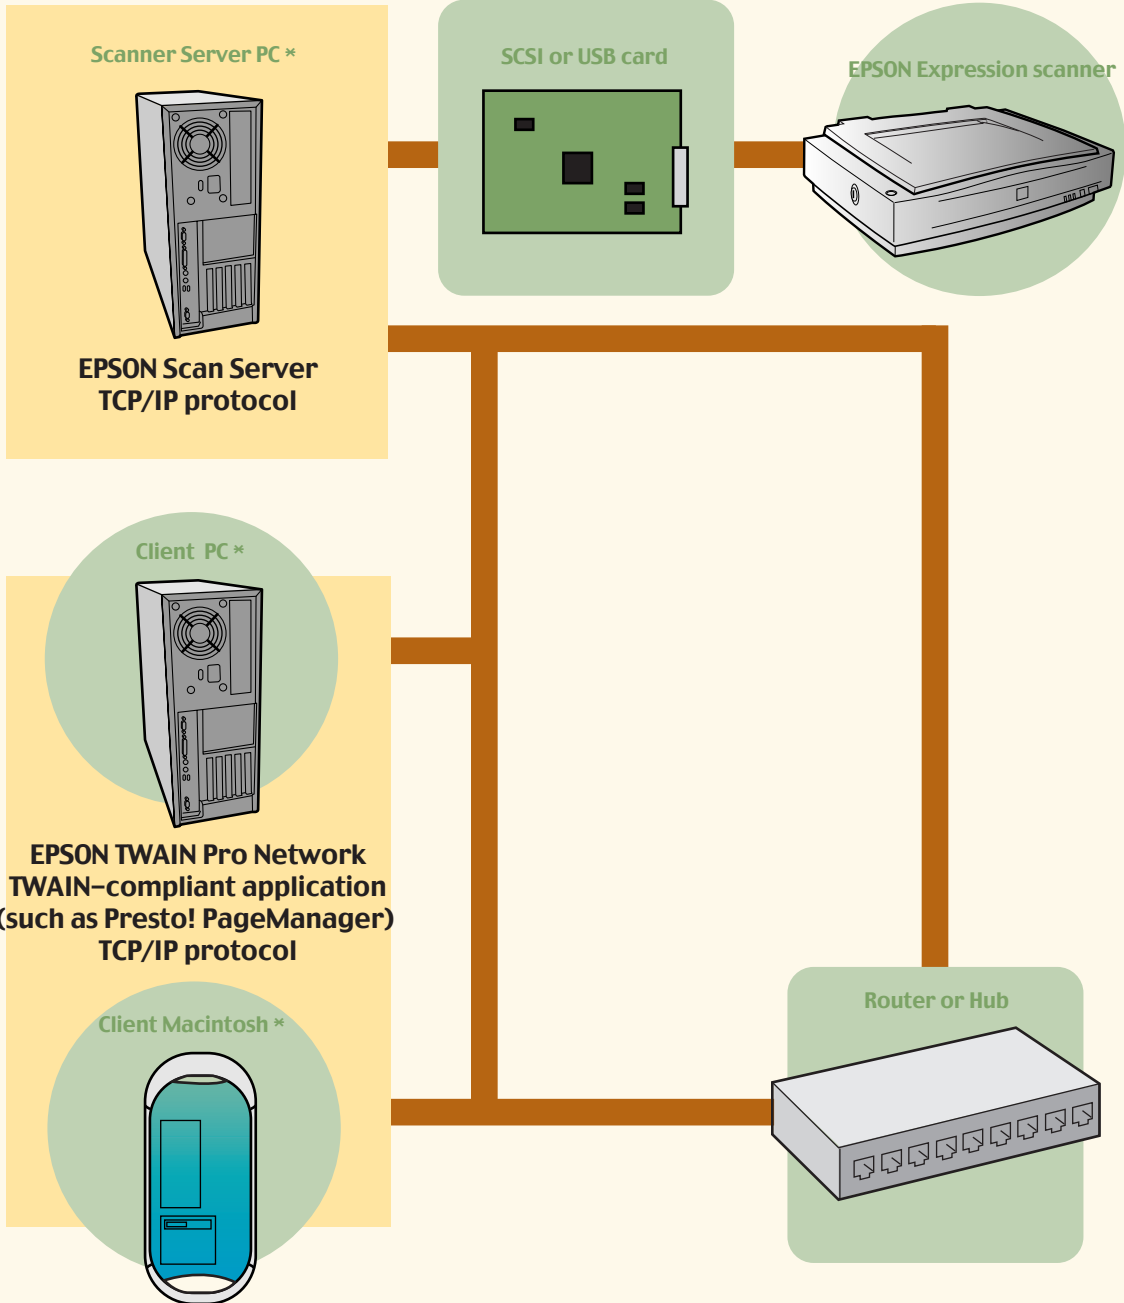 Scanner Server PC *
SCSI or USB card
EPSON Expression scanner
EPSON Scan Server
TCP/IP protocol
Client PC *
EPSON TWAIN Pro Network
TWAIN-compliant application
(such as Presto! PageManager)
TCP/IP protocol
Client Macintosh *
Router or Hub